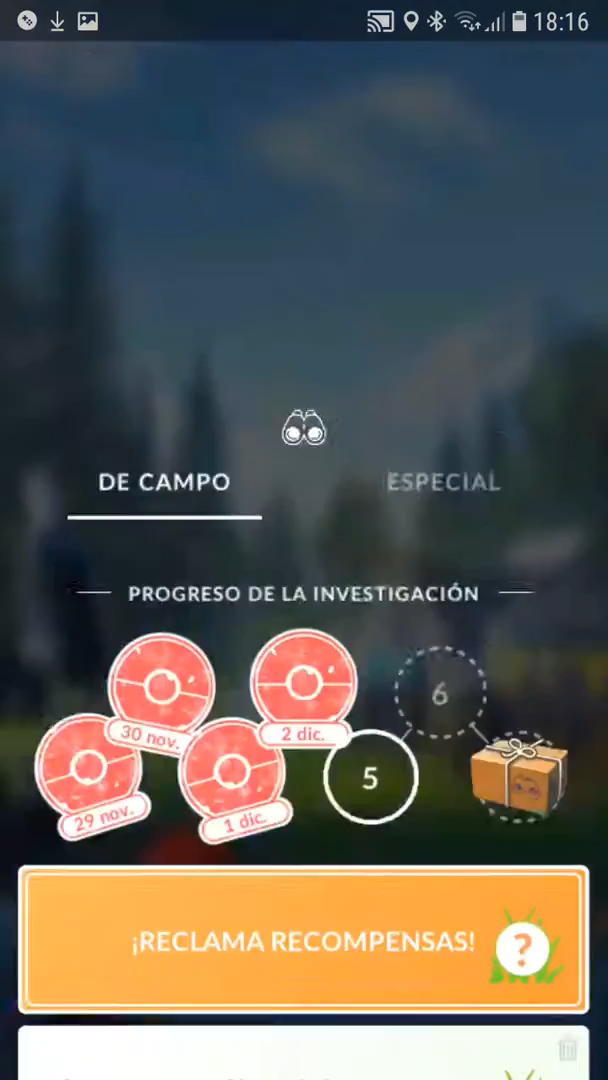 18:16
DE CAMPO
ESPECIAL
PROGRESO DE LA INVESTIGACIÓN
30 nov.
2 dic.
6
29 nov.
1 dic.
5
¡RECLAMA RECOMPENSAS!
?